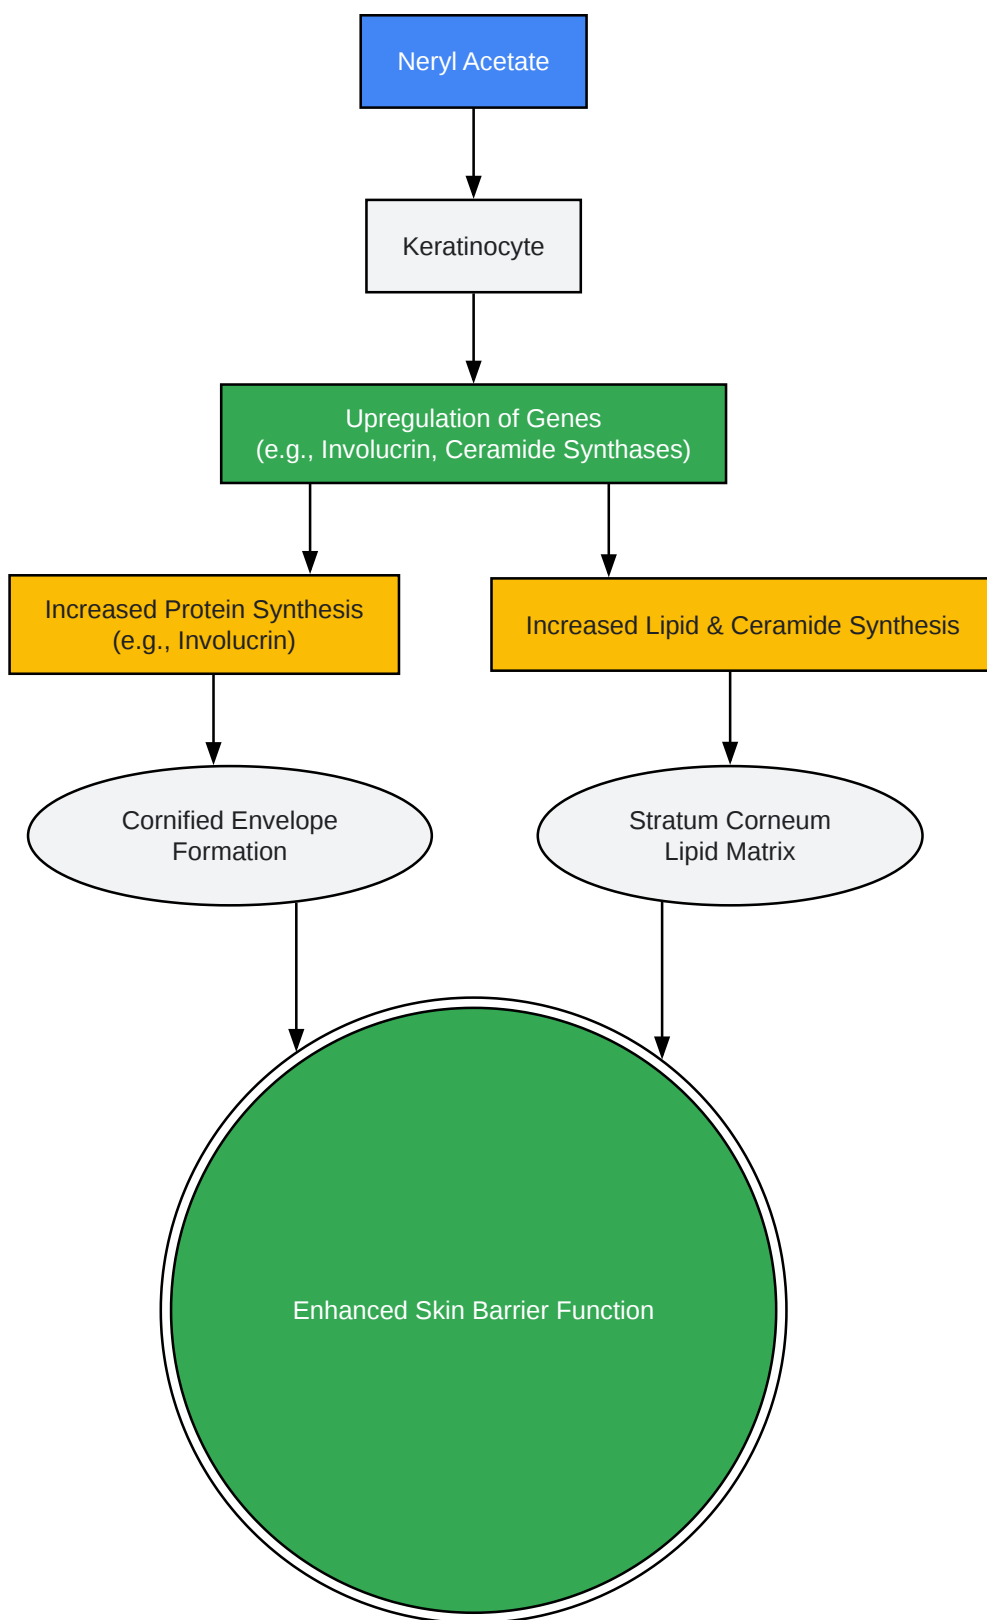 Neryl Acetate
Keratinocyte
Upregulation of Genes
(e.g., Involucrin, Ceramide Synthases)
Increased Protein Synthesis
(e.g., Involucrin)
Increased Lipid & Ceramide Synthesis
Cornified Envelope
Formation
Stratum Corneum
Lipid Matrix
Enhanced Skin Barrier Function